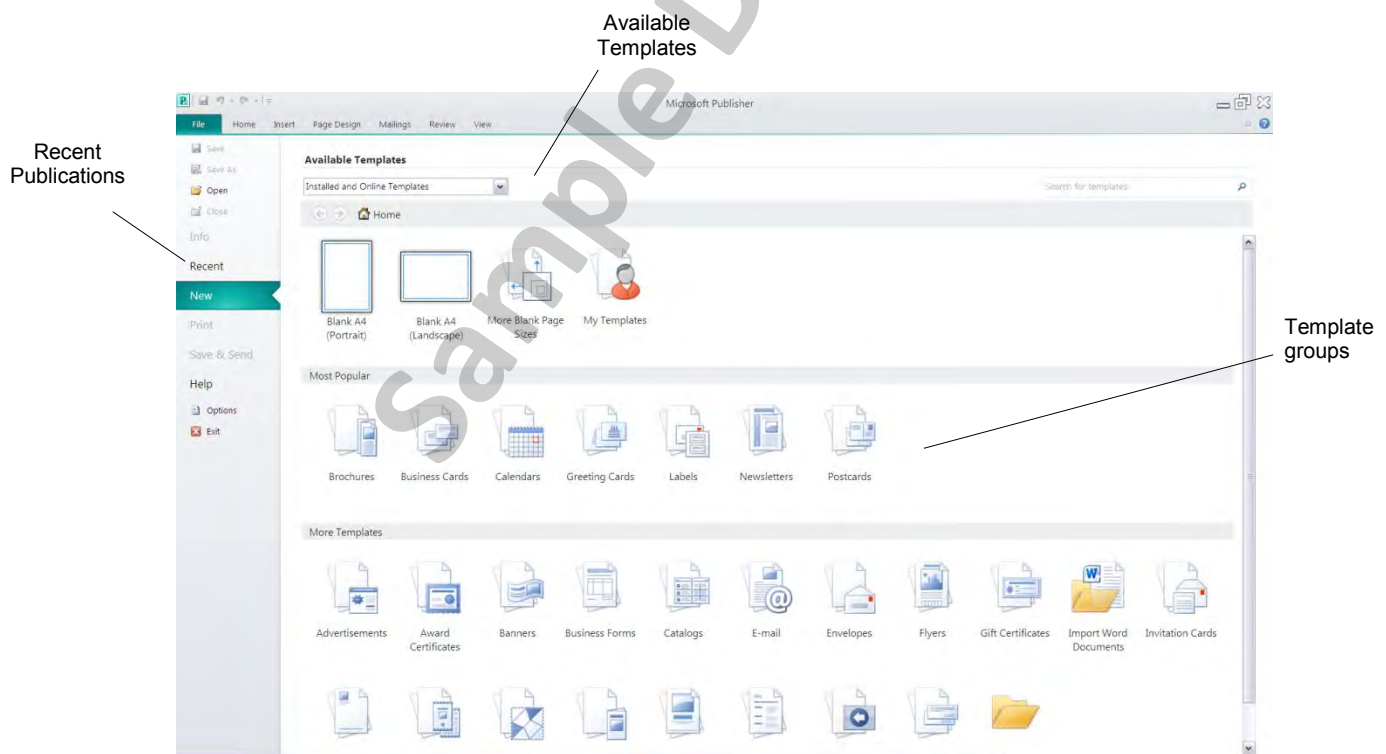 Available
Templates
Microsoft Publisher
File Home Insert Page Design Mailings Review View
Recent
Publications
Save
Save As
Open
Close
Info
Recent
New
Print
Save & Send
Help
Options
Exit
Available Templates
Installed and Online Templates
Search for templates
Home
Blank A4
(Portrait)
Blank A4
(Landscape)
More Blank Page
Sizes
My Templates
Template
groups
Most Popular
Brochures Business Cards Calendars Greeting Cards Labels Newsletters Postcards
More Templates
Advertisements
Award
Certificates
Banners
Business Forms
Catalogs
E-mail
Envelopes
Flyers
Gift Certificates
Import Word
Documents
Invitation Cards
Sample